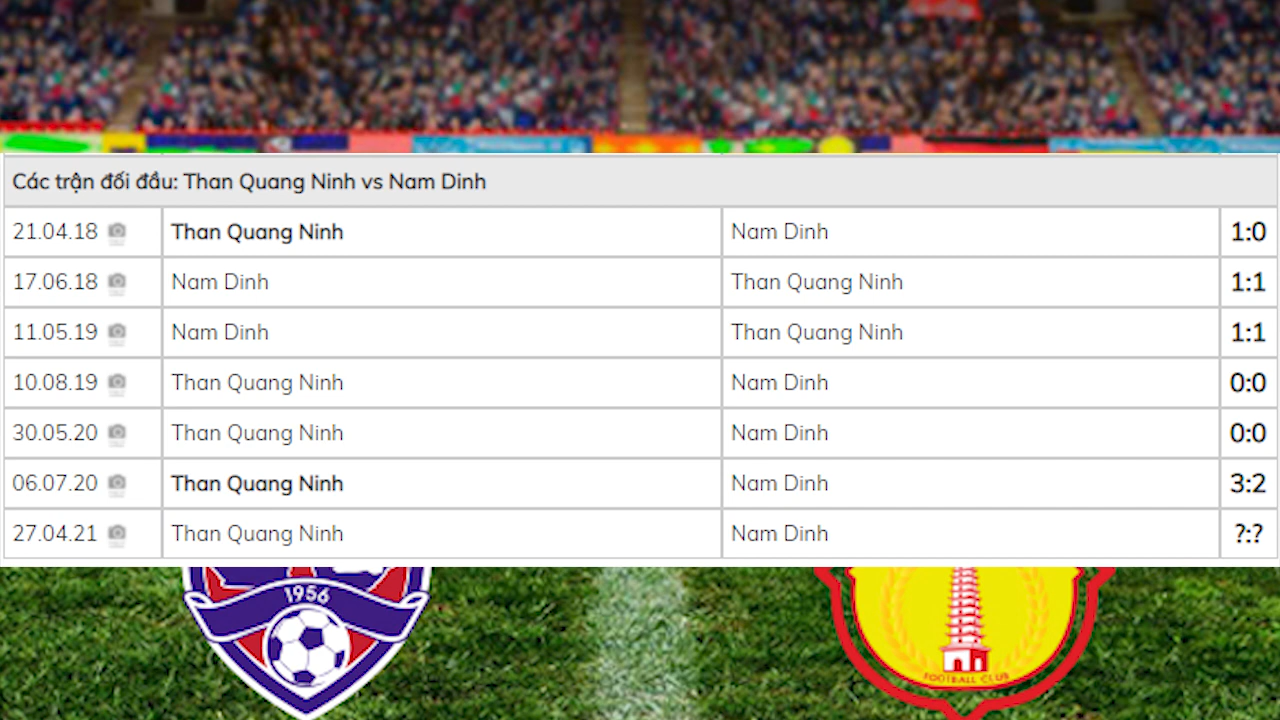 Các trận đối đầu: Than Quang Ninh vs Nam Dinh
21.04.18 Than Quang Ninh Nam Dinh 1:0
17.06.18 Nam Dinh Than Quang Ninh 1:1
11.05.19 Nam Dinh Than Quang Ninh 1:1
10.08.19 Than Quang Ninh Nam Dinh 0:0
30.05.20 Than Quang Ninh Nam Dinh 0:0
06.07.20 Than Quang Ninh Nam Dinh 3:2
27.04.21 Than Quang Ninh Nam Dinh ?:?
1956
FOOTBALL CLUB